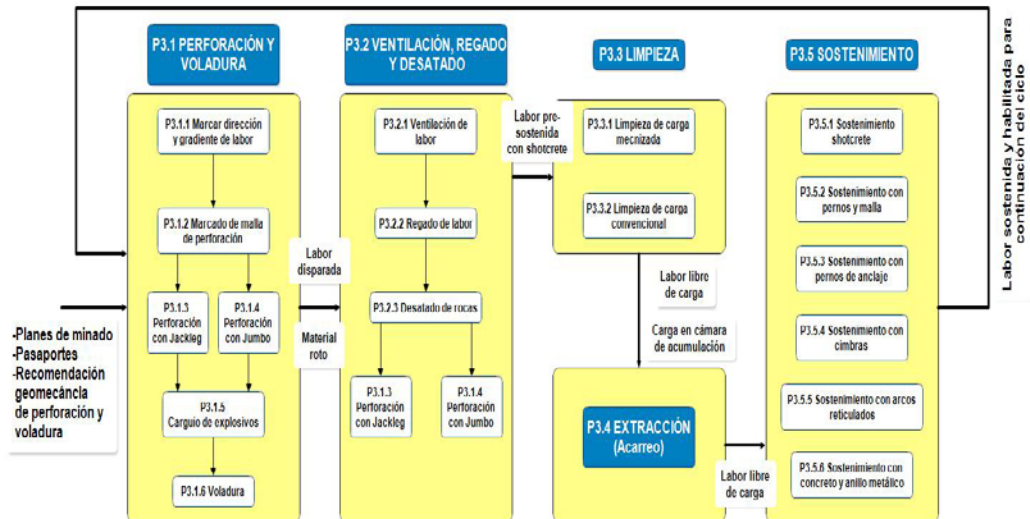 P3.1 PERFORACIÓN Y
VOLADURA
P3.2 VENTILACIÓN, REGADO
Y DESATADO
P3.3 LIMPIEZA
P3.5 SOSTENIMIENTO
-Planes de minado
-Pasaportes
-Recomendación
geomecáncia
de perforación y
voladura
P3.1.1 Marcar dirección
y gradiente de labor
P3.1.2 Marcado de malla
de perforación
P3.1.3
Perforación
con Jackleg
P3.1.4
Perforación
con Jumbo
P3.1.5
Carguio de explosivos
P3.1.6 Voladura
Labor
disparada
Material
roto
P3.2.1 Ventilación de
labor
P3.2.2 Regado de labor
P3.2.3 Desatado de rocas
P3.1.3
Perforación
con Jackleg
P3.1.4
Perforación
con Jumbo
Labor pre-
sostenida
con shotcrete
P3.3.1 Limpieza de carga
mecnizada
P3.3.2 Limpieza de carga
convencional
Labor libre
de carga
Carga en cámara
de acumulación
P3.4 EXTRACCIÓN
(Acarreo)
Labor libre
de carga
P3.5.1 Sostenimiento
shotcrete
P3.5.2 Sostenimiento con
pernos y malla
P3.5.3 Sostenimiento con
pernos de anclaje
P3.5.4 Sostenimiento con
cimbras
P3.5.5 Sostenimiento con arcos
reticulados
P3.5.6 Sostenimiento con
concreto y anillo metálico
Labor sostenida y habilitada para
continuación del ciclo